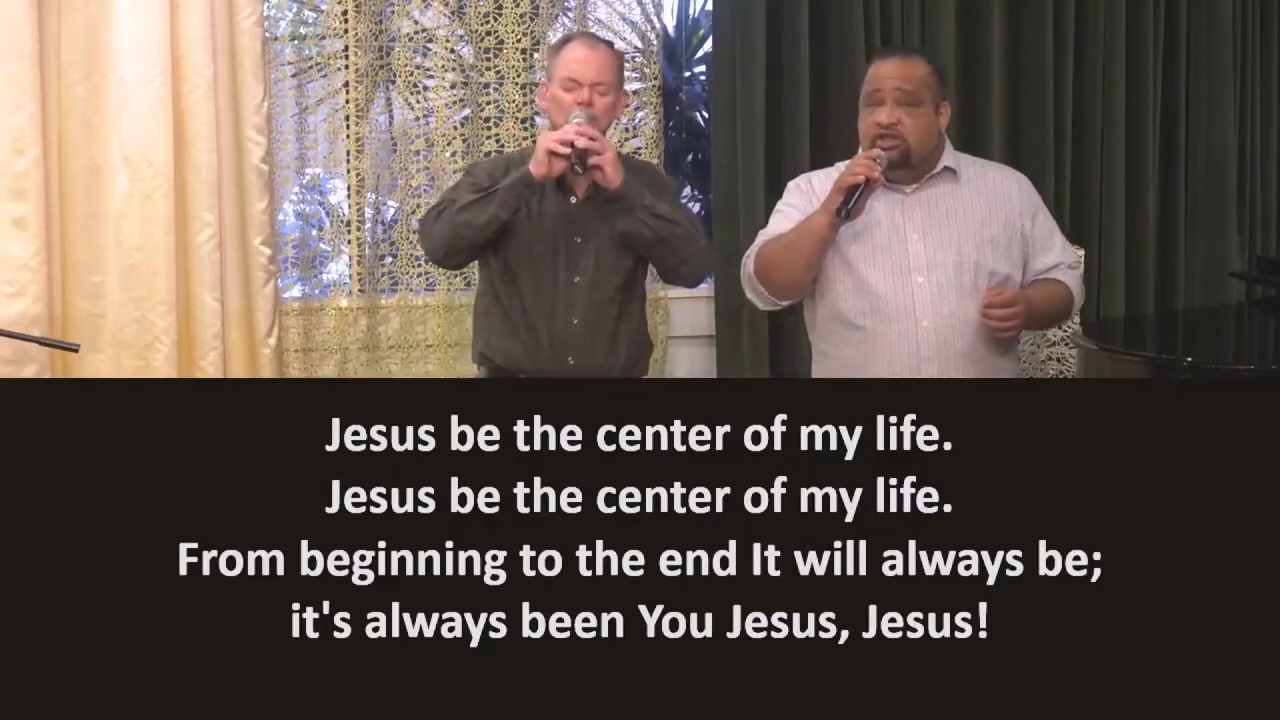 Jesus be the center of my life.
Jesus be the center of my life.
From beginning to the end It will always be;
it's always been You Jesus, Jesus!